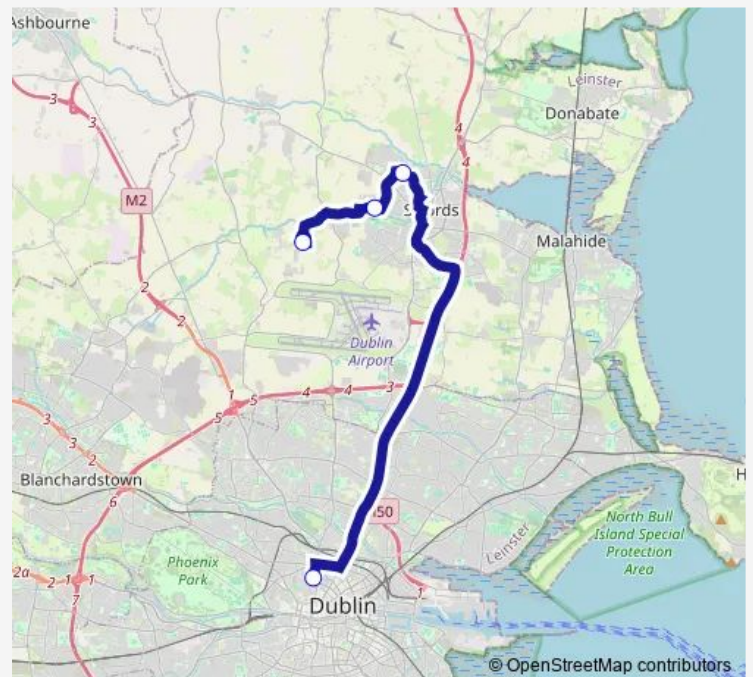 Ashbourne
Leinster
Donabate
3
3
4
4
M2
Swords
Malahide
2
2
Dublin
Airport
1
5
5
4
4
3
3
3
2
Blanchardstown
6
M50
H
North Bull
Island Special
Protection
Area
Leinster
Phoenix
Park
2a
2
1
1
7
1
Dublin
© OpenStreetMap contributors